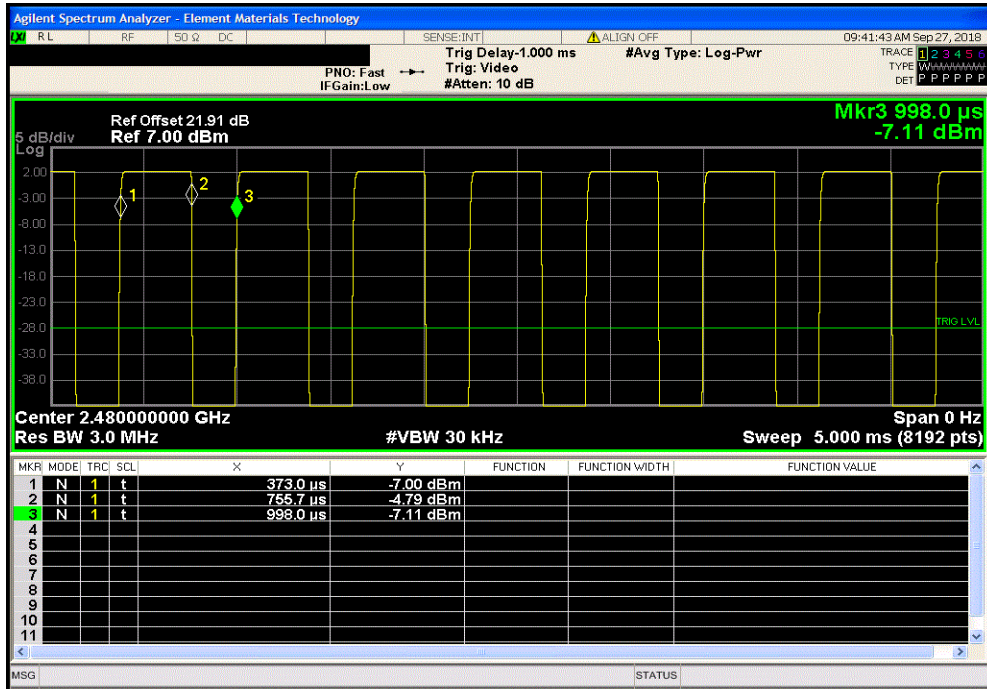 Agilent Spectrum Analyzer - Element Materials Technology
LXI RL RF 50 Ω DC SENSE:INT ALIGN OFF 09:41:43 AM Sep 27, 2018
Trig Delay-1.000 ms #Avg Type: Log-Pwr TRACE 1 2 3 4 5 6
PNO: Fast Trig: Video TYPE WWWWWW
IFGain:Low #Atten: 10 dB DET P P P P P P
Mkr3 998.0 µs
Ref Offset 21.91 dB
5 dB/div Ref 7.00 dBm -7.11 dBm
Log
2.00
-3.00
-8.00
-13.0
-18.0
-23.0
-28.0
-33.0
-38.0
1
2
3
TRIG LVL
Center 2.480000000 GHz Span 0 Hz
Res BW 3.0 MHz #VBW 30 kHz Sweep 5.000 ms (8192 pts)
MKR MODE TRC SCL X Y FUNCTION FUNCTION WIDTH FUNCTION VALUE
1 N 1 t 373.0 µs -7.00 dBm
2 N 1 t 755.7 µs -4.79 dBm
3 N 1 t 998.0 µs -7.11 dBm
4
5
6
7
8
9
10
11
MSG STATUS